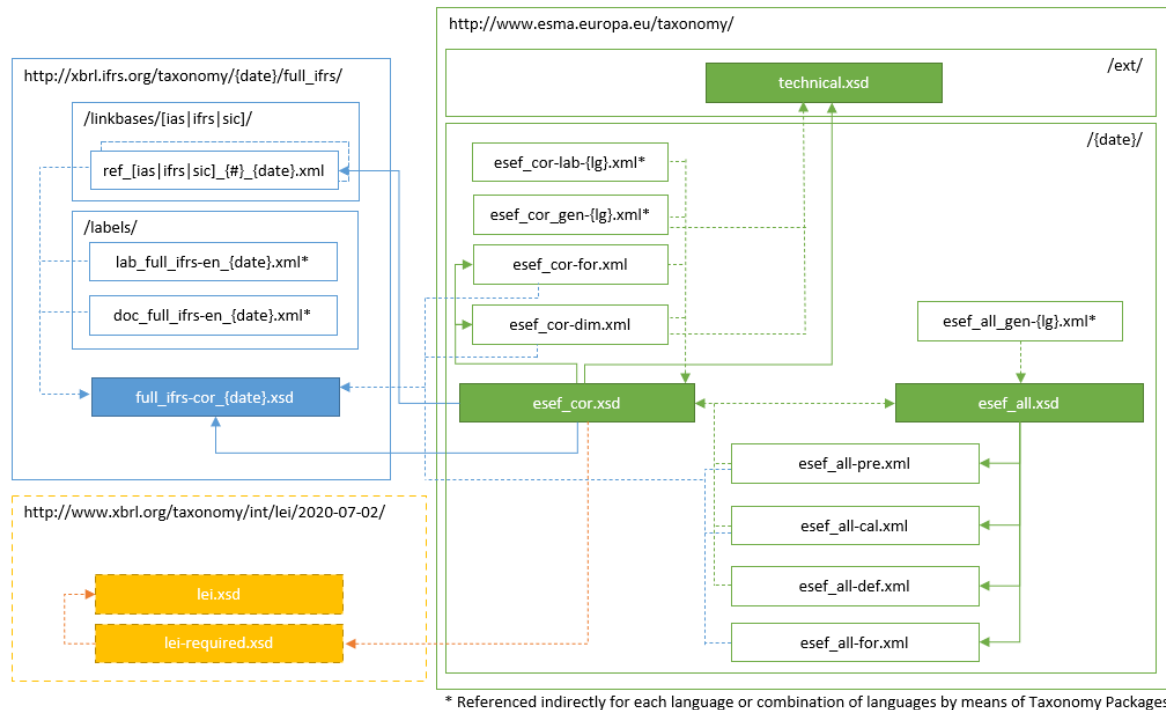 http://www.esma.europa.eu/taxonomy/
/ext/
technical.xsd
http://xbrl.ifrs.org/taxonomy/{date}/full_ifrs/
/linkbases/[ias|ifrs|sic]/
ref_[ias|ifrs|sic]_{#}_{date}.xml
/labels/
lab_full_ifrs-en_{date}.xml*
doc_full_ifrs-en_{date}.xml*
full_ifrs-cor_{date}.xsd
/{date}/
esef_cor-lab-{lg}.xml*
esef_cor_gen-{lg}.xml*
esef_cor-for.xml
esef_cor-dim.xml
esef_all_gen-{lg}.xml*
esef_cor.xsd
esef_all.xsd
esef_all-pre.xml
esef_all-cal.xml
esef_all-def.xml
esef_all-for.xml
http://www.xbrl.org/taxonomy/int/lei/2020-07-02/
lei.xsd
lei-required.xsd
* Referenced indirectly for each language or combination of languages by means of Taxonomy Packages